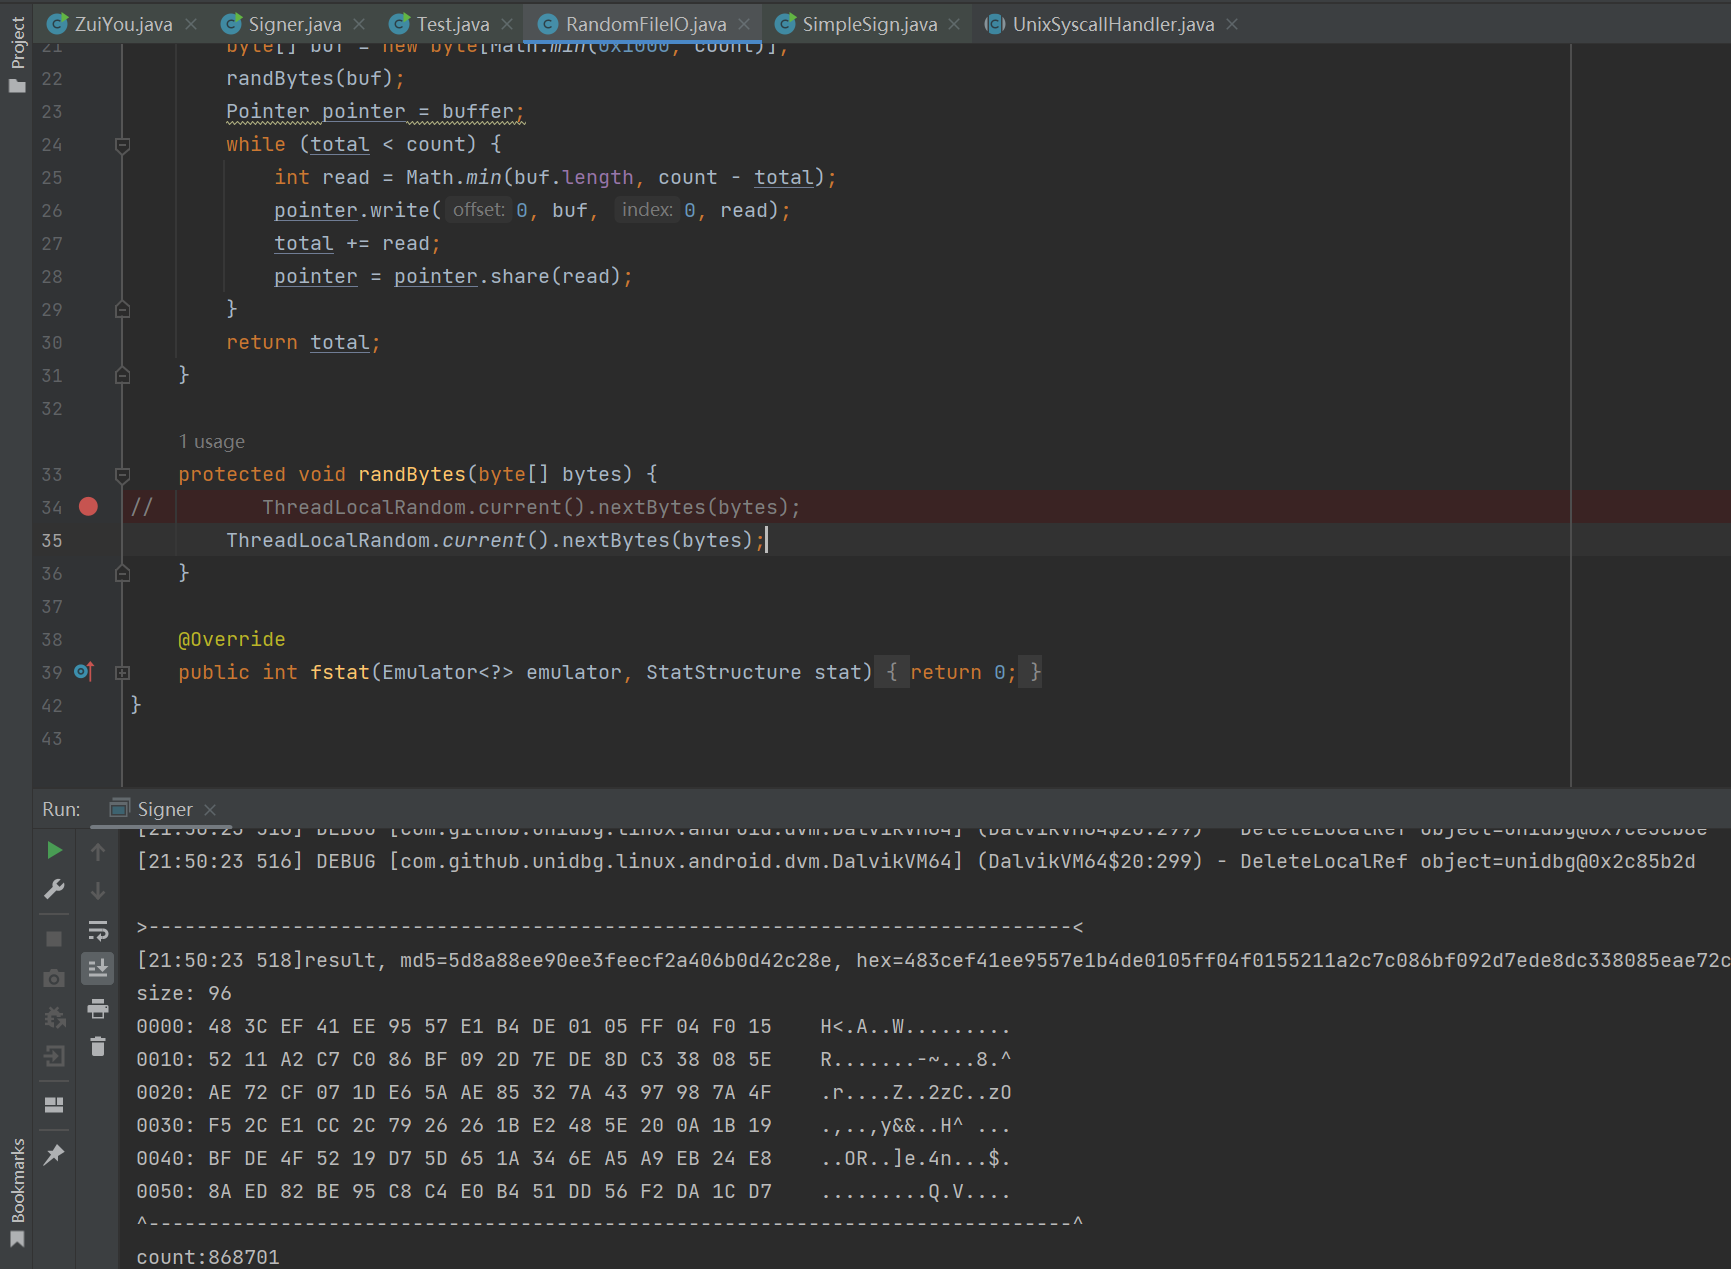 Project
ZuiYou.java
Signer.java
Test.java
RandomFileIO.java
SimpleSign.java
UnixSyscallHandler.java
21 byte[] buf = new byte[Math.min(0x1000, count)];
22 randBytes(buf);
23 Pointer pointer = buffer;
24 while (total < count) {
25 int read = Math.min(buf.length, count - total);
26 pointer.write( offset: 0, buf, index: 0, read);
27 total += read;
28 pointer = pointer.share(read);
29 }
30 return total;
31 }
32
1 usage
33 protected void randBytes(byte[] bytes) {
34 // ThreadLocalRandom.current().nextBytes(bytes);
35 ThreadLocalRandom.current().nextBytes(bytes);
36 }
37
38 @Override
39 public int fstat(Emulator<?> emulator, StatStructure stat) { return 0; }
42 }
43
Run: Signer
[21:50:23 516] DEBUG [com.github.unidbg.linux.android.dvm.DalvikVM64] (DalvikVM64$20:299) - DeleteLocalRef object=unidbg@0x7ce3cb8e
[21:50:23 516] DEBUG [com.github.unidbg.linux.android.dvm.DalvikVM64] (DalvikVM64$20:299) - DeleteLocalRef object=unidbg@0x2c85b2d
>-----------------------------------------------------------------------------<
[21:50:23 518]result, md5=5d8a88ee90ee3feecf2a406b0d42c28e, hex=483cef41ee9557e1b4de0105ff04f0155211a2c7c086bf092d7ede8dc338085eae72c
size: 96
0000: 48 3C EF 41 EE 95 57 E1 B4 DE 01 05 FF 04 F0 15 H<.A..W.........
0010: 52 11 A2 C7 C0 86 BF 09 2D 7E DE 8D C3 38 08 5E R.......-~...8.^
0020: AE 72 CF 07 1D E6 5A AE 85 32 7A 43 97 98 7A 4F .r....Z..2zC..zO
0030: F5 2C E1 CC 2C 79 26 26 1B E2 48 5E 20 0A 1B 19 .,..,y&&..H^ ...
0040: BF DE 4F 52 19 D7 5D 65 1A 34 6E A5 A9 EB 24 E8 ..OR..]e.4n...$.
0050: 8A ED 82 BE 95 C8 C4 E0 B4 51 DD 56 F2 DA 1C D7 .........Q.V....
^-----------------------------------------------------------------------------^
count:868701
Bookmarks